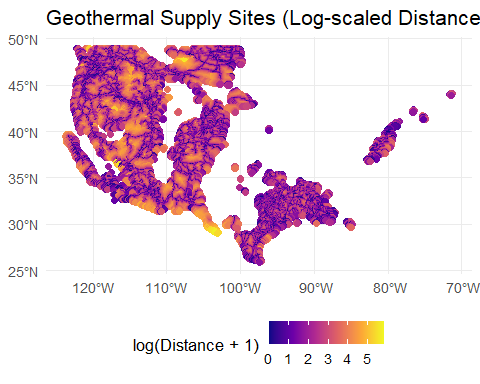 Geothermal Supply Sites (Log-scaled Distance
50°N
45°N
40°N
35°N
30°N
25°N
120°W 110°W 100°W 90°W 80°W 70°W
log(Distance + 1)
0 1 2 3 4 5